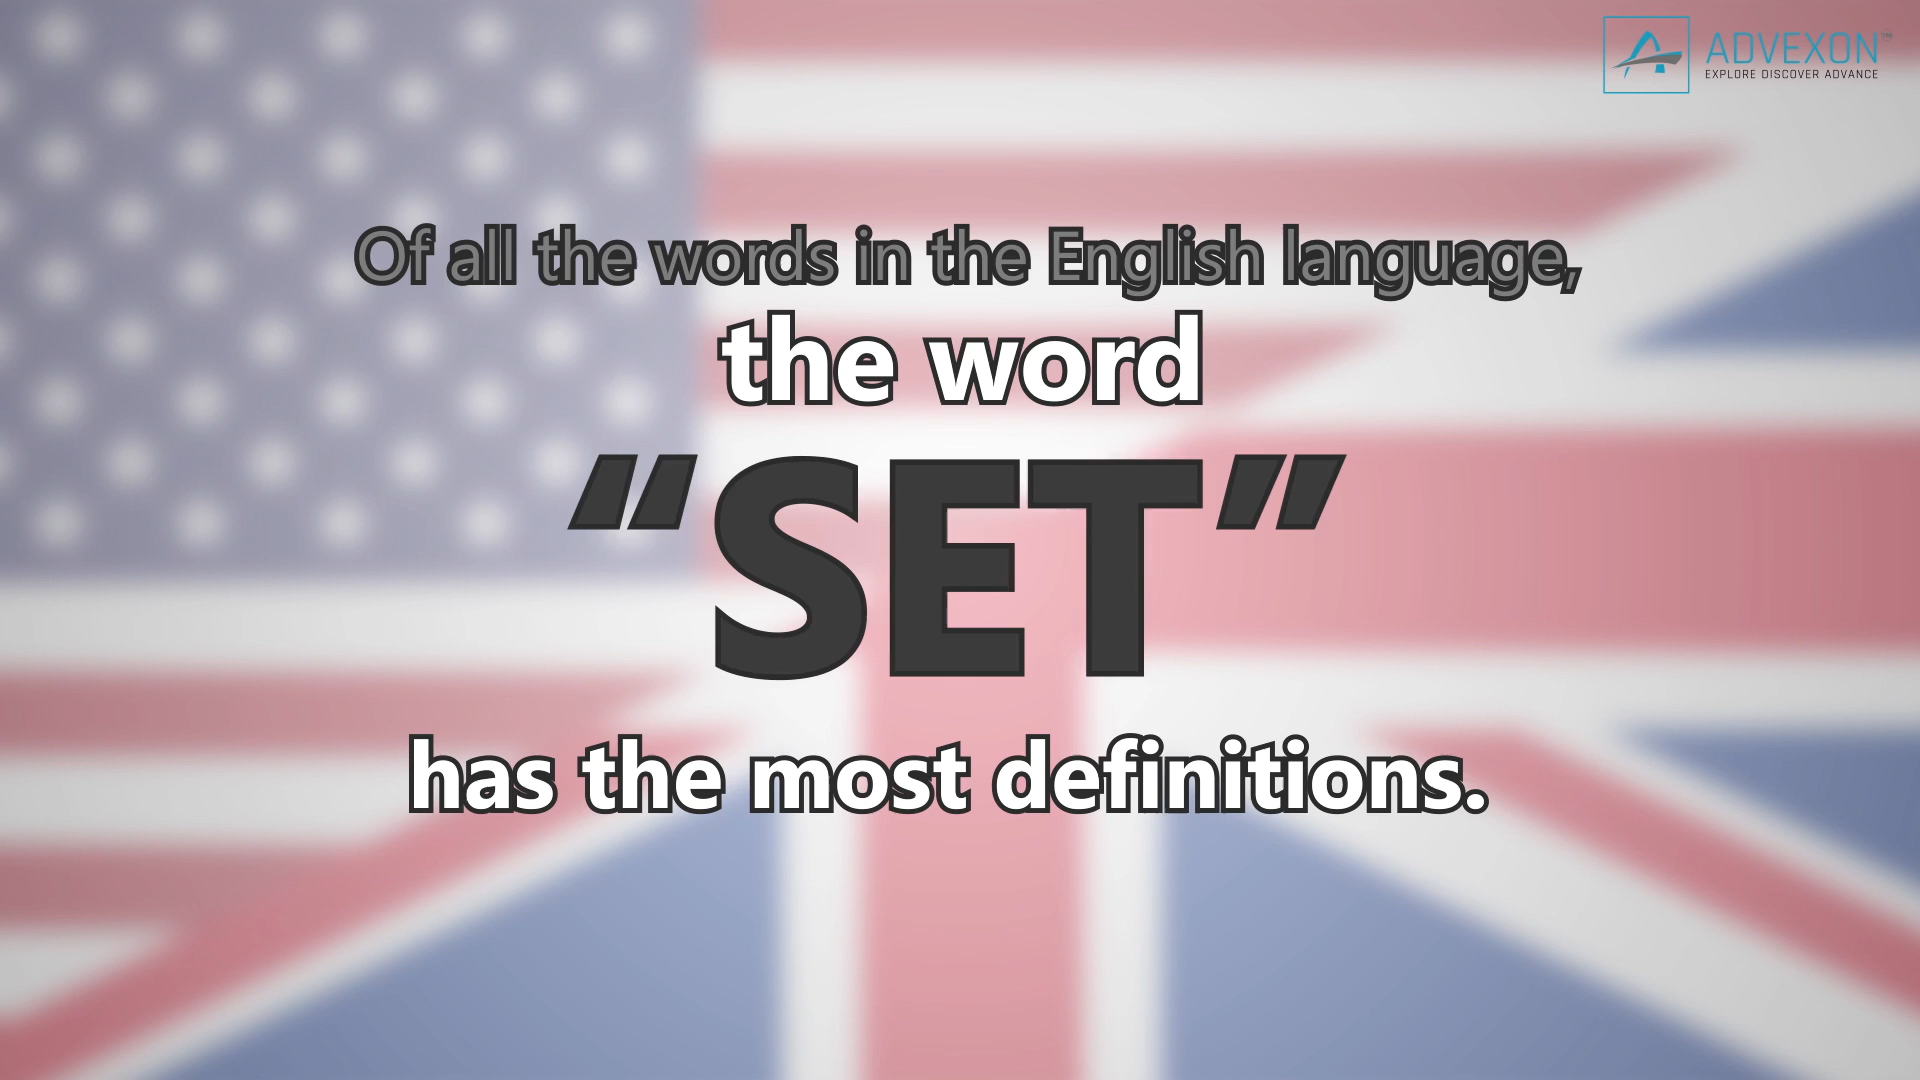 ADVEXON™
EXPLORE DISCOVER ADVANCE
Of all the words in the English language,
the word
“SET”
has the most definitions.